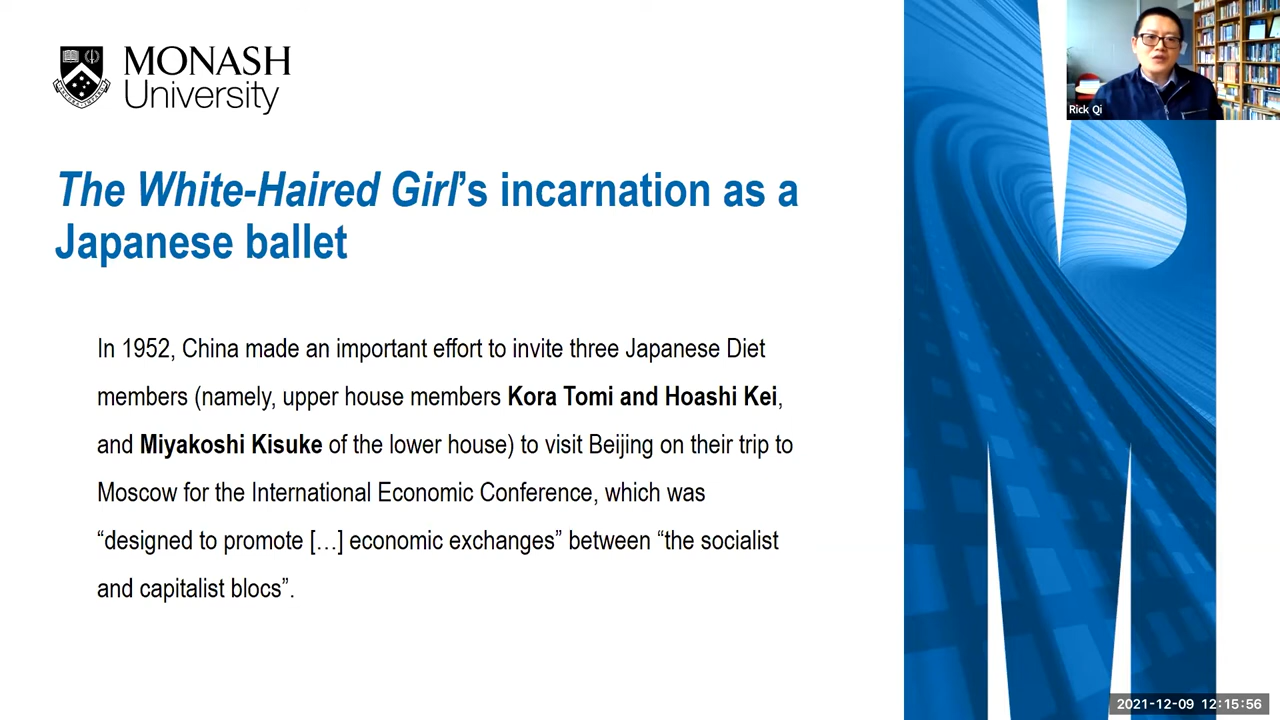 MONASH
University
Rick Qi
The White-Haired Girl’s incarnation as a
Japanese ballet
In 1952, China made an important effort to invite three Japanese Diet
members (namely, upper house members Kora Tomi and Hoashi Kei,
and Miyakoshi Kisuke of the lower house) to visit Beijing on their trip to
Moscow for the International Economic Conference, which was
“designed to promote […] economic exchanges” between “the socialist
and capitalist blocs”.
2021-12-09 12:15:56